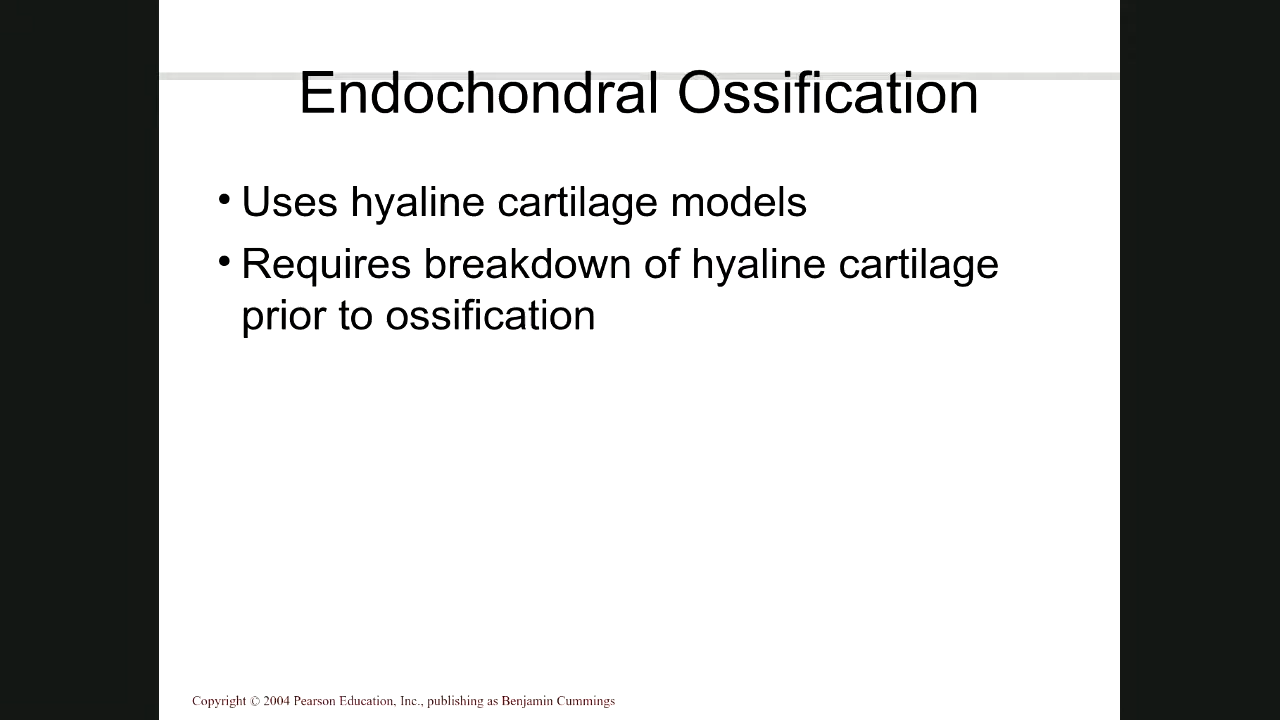 Endochondral Ossification
• Uses hyaline cartilage models
• Requires breakdown of hyaline cartilage
prior to ossification
Copyright © 2004 Pearson Education, Inc., publishing as Benjamin Cummings